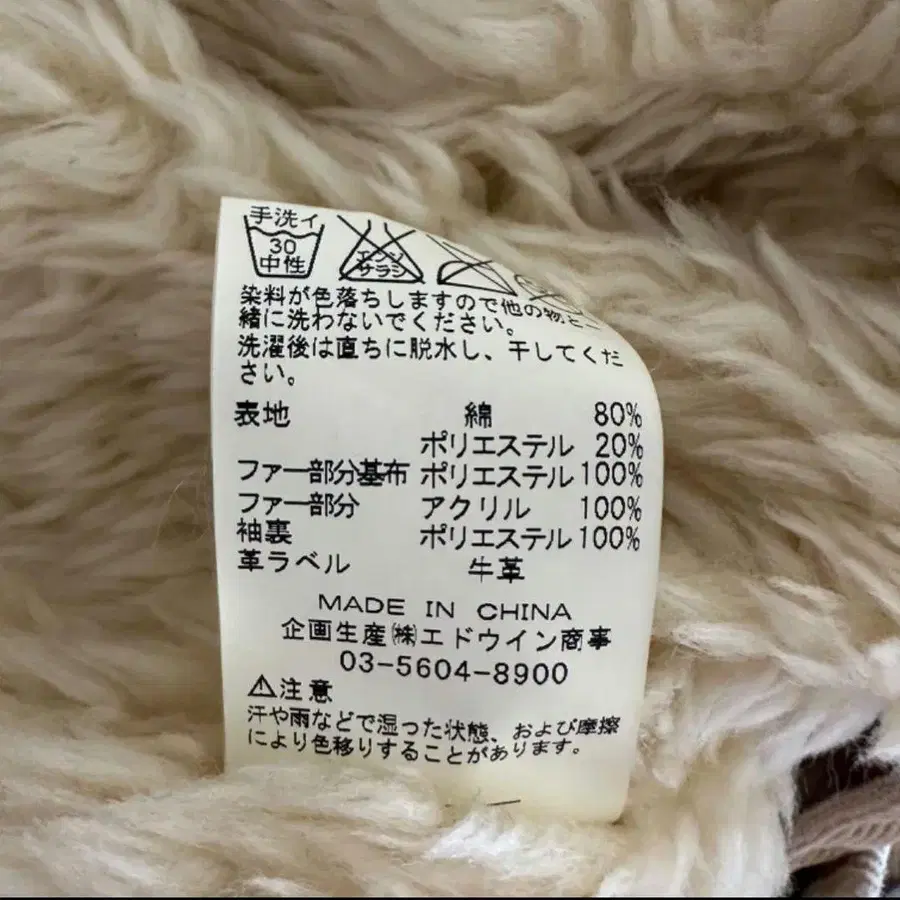 手洗イ
30
中性
エンソ
サラシ
染料が色落ちしますので他の物と一
緒に洗わないでください。
洗濯後は直ちに脱水し、干してくだ
さい。
表地 綿 80%
ポリエステル 20%
ファー部分基布 ポリエステル 100%
ファー部分 アクリル 100%
袖裏 ポリエステル 100%
革ラベル 牛革
MADE IN CHINA
企画生産㈱エドウイン商事
03-5604-8900
⚠注意
汗や雨などで湿った状態、および摩擦
により色移りすることがあります。